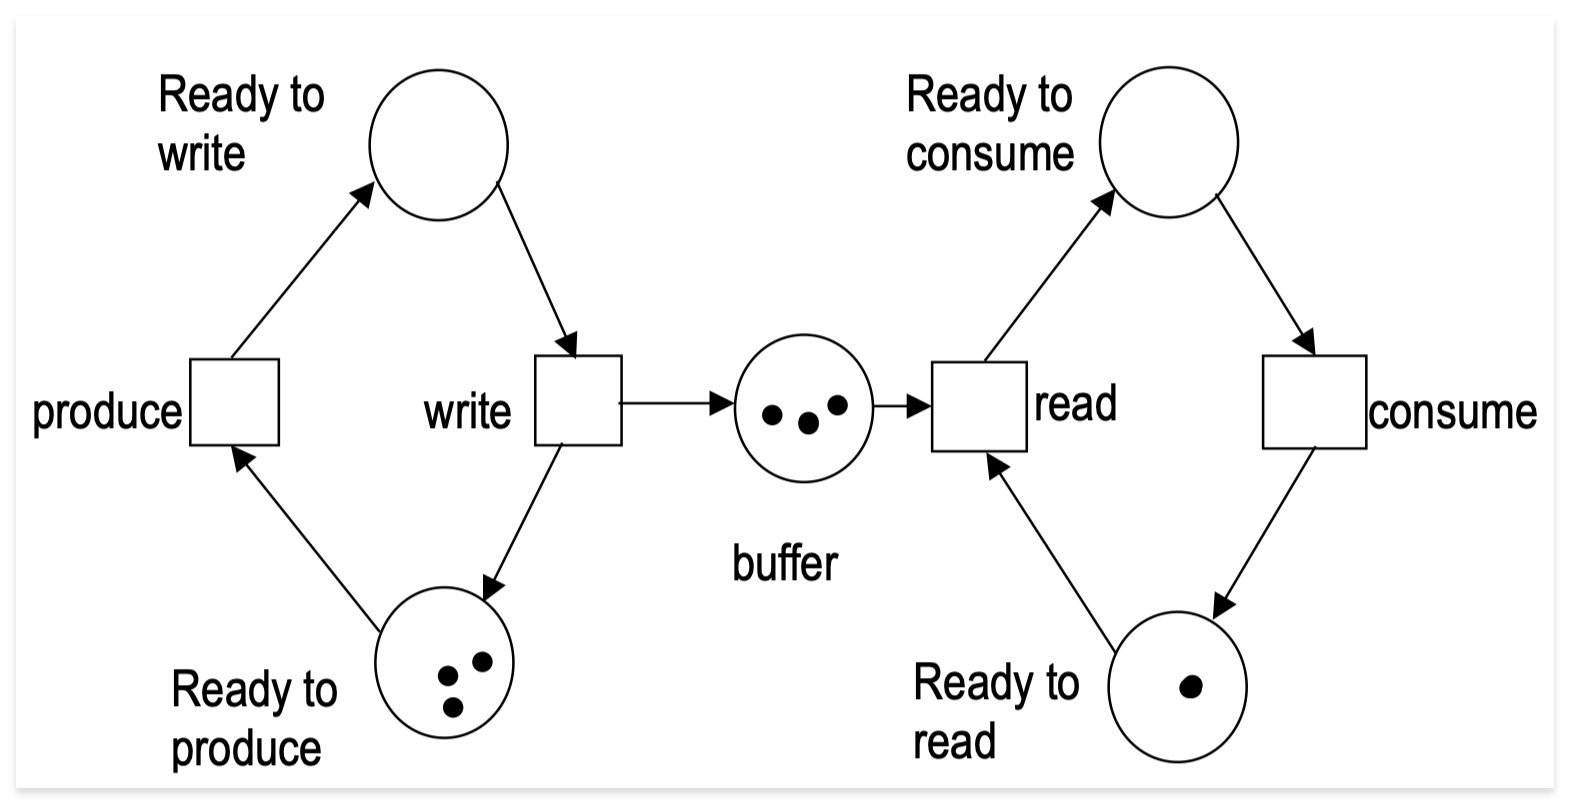 Ready to
write
Ready to
consume
produce
write
read
consume
buffer
Ready to
produce
Ready to
read